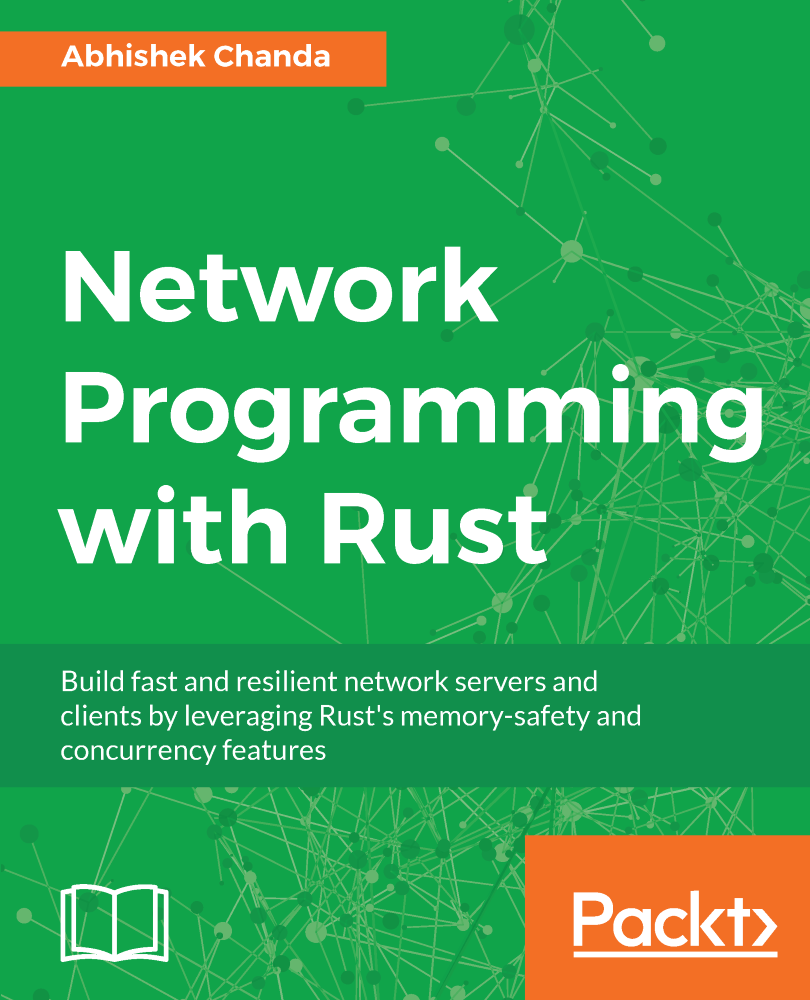 Abhishek Chanda
Network
Programming
with Rust
Build fast and resilient network servers and
clients by leveraging Rust's memory-safety and
concurrency features
Packt>